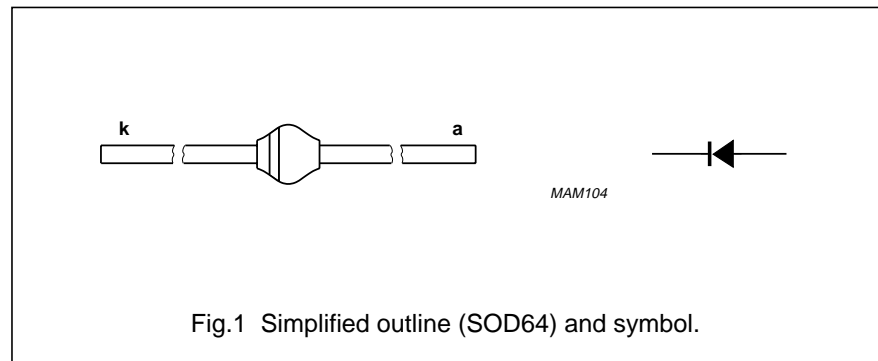 k
a
MAM104
Fig.1 Simplified outline (SOD64) and symbol.